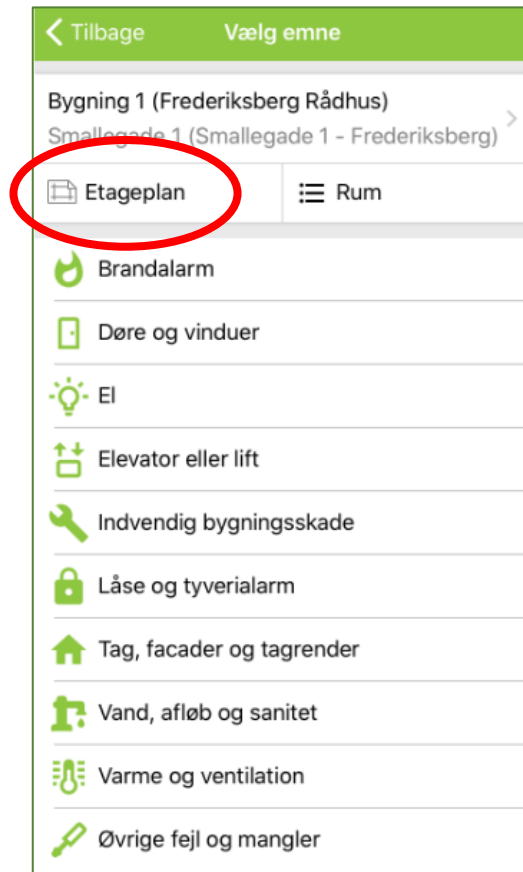 Tilbage Vælg emne
Bygning 1 (Frederiksberg Rådhus)
Smallegade 1 (Smallegade 1 - Frederiksberg)
Etageplan Rum
Brandalarm
Døre og vinduer
El
Elevator eller lift
Indvendig bygningsskade
Låse og tyverialarm
Tag, facader og tagrender
Vand, afløb og sanitet
Varme og ventilation
Øvrige fejl og mangler